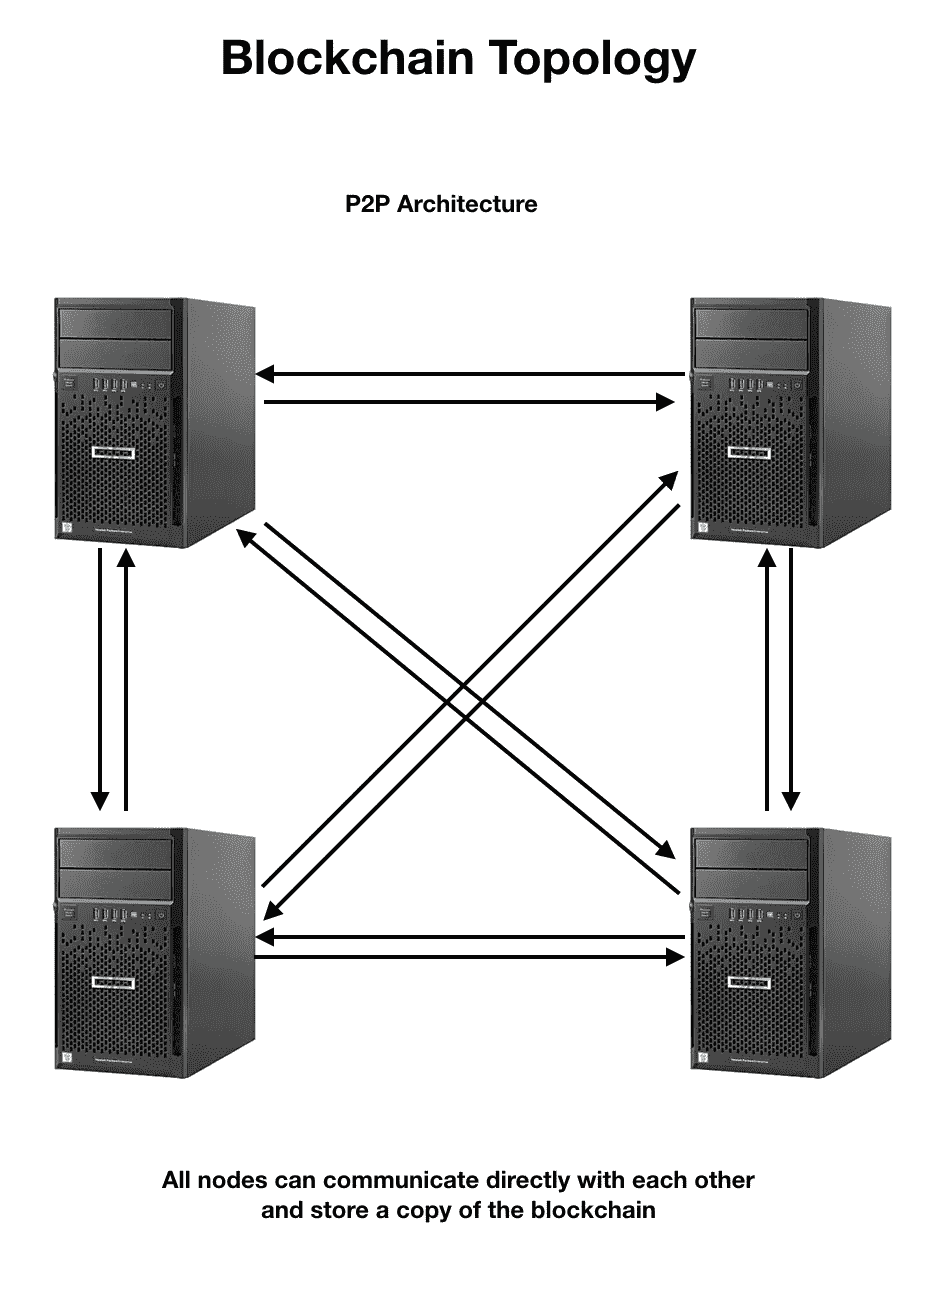 Blockchain Topology
P2P Architecture
All nodes can communicate directly with each other
and store a copy of the blockchain